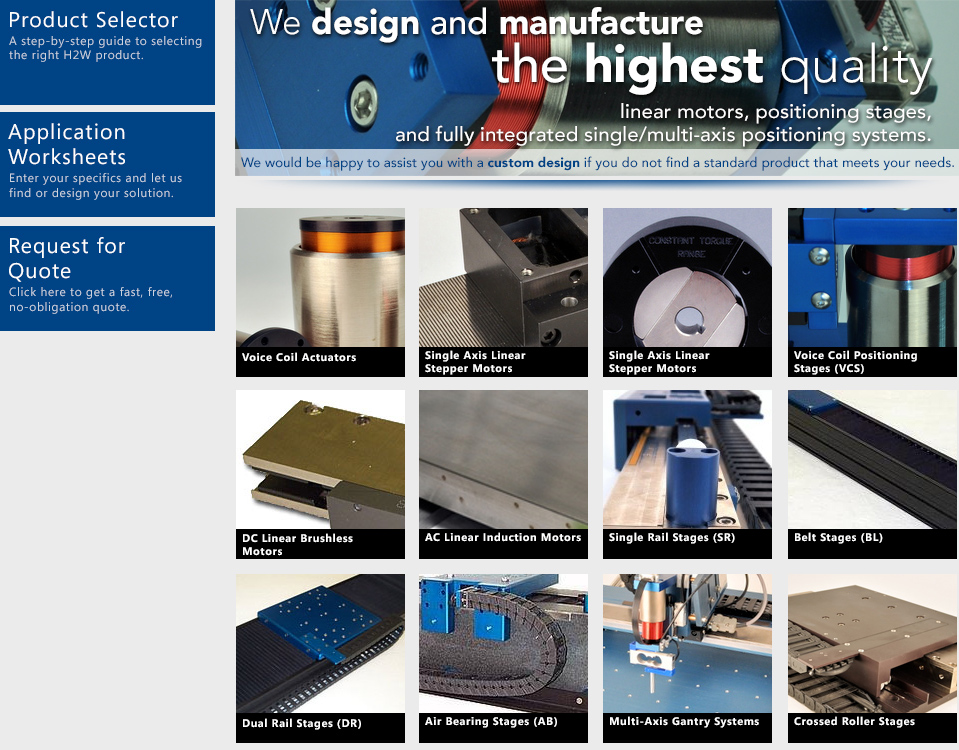 Product Selector
A step-by-step guide to selecting
the right H2W product.
Application
Worksheets
Enter your specifics and let us
find or design your solution.
Request for
Quote
Click here to get a fast, free,
no-obligation quote.
We design and manufacture
the highest quality
linear motors, positioning stages,
and fully integrated single/multi-axis positioning systems.
We would be happy to assist you with a custom design if you do not find a standard product that meets your needs.
CONSTANT TORQUE
RANGE
Voice Coil Actuators
Single Axis Linear
Stepper Motors
Single Axis Linear
Stepper Motors
Voice Coil Positioning
Stages (VCS)
DC Linear Brushless
Motors
AC Linear Induction Motors
Single Rail Stages (SR)
Belt Stages (BL)
Dual Rail Stages (DR)
Air Bearing Stages (AB)
Multi-Axis Gantry Systems
Crossed Roller Stages